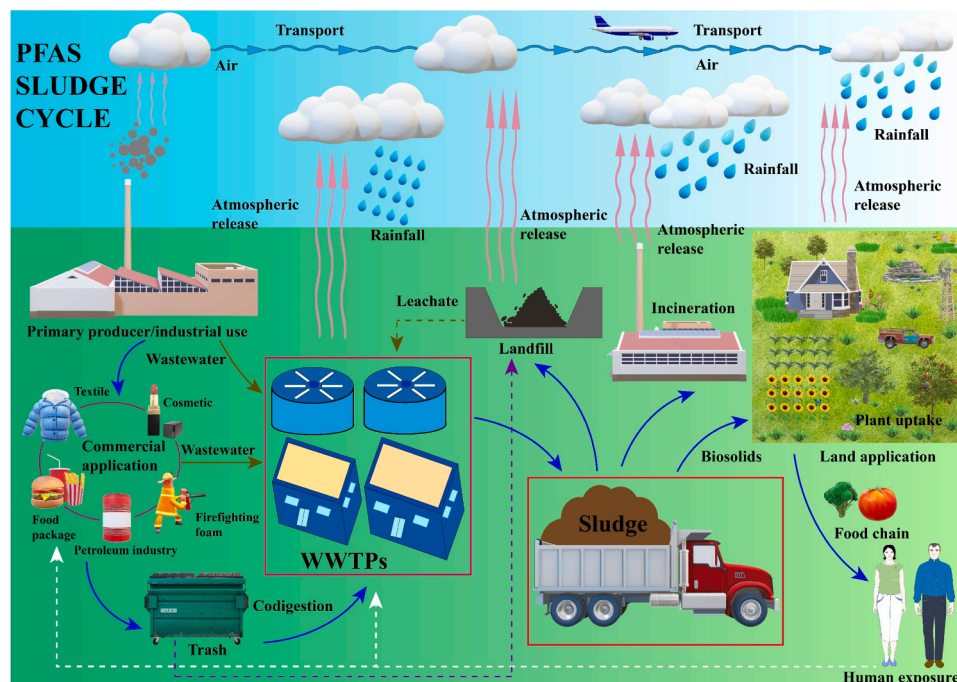 PFAS
SLUDGE
CYCLE
Transport
Air
Transport
Air
Rainfall
Rainfall
Rainfall
Atmospheric
release
Atmospheric
release
Atmospheric
release
Atmospheric
release
Primary producer/industrial use
Wastewater
Leachate
Landfill
Incineration
Textile
Cosmetic
Commercial
application
Wastewater
Food
package
Petroleum industry
Firefighting
foam
WWTPs
Codigestion
Trash
Sludge
Biosolids
Plant uptake
Land application
Food chain
Human exposure